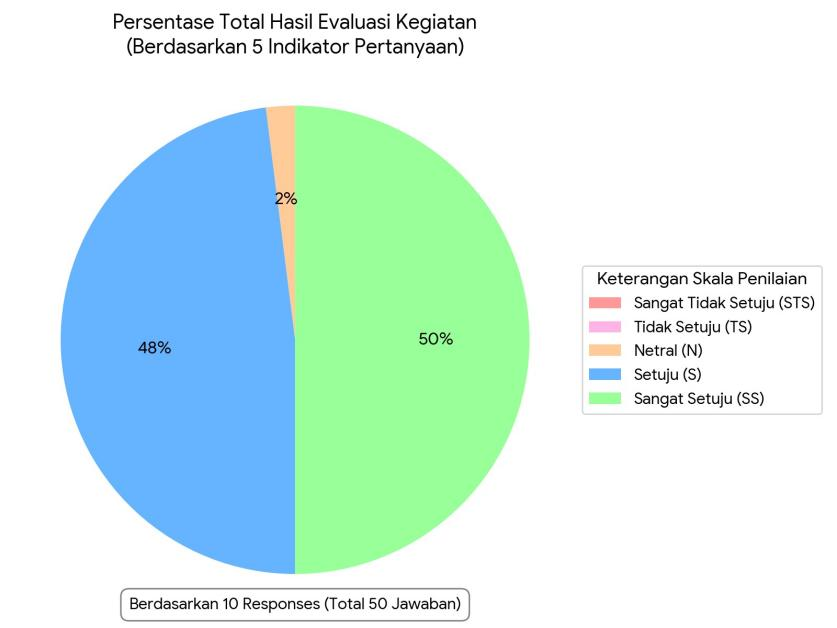 Persentase Total Hasil Evaluasi Kegiatan
(Berdasarkan 5 Indikator Pertanyaan)
2%
48%
50%
Keterangan Skala Penilaian
Sangat Tidak Setuju (STS)
Tidak Setuju (TS)
Netral (N)
Setuju (S)
Sangat Setuju (SS)
Berdasarkan 10 Responses (Total 50 Jawaban)